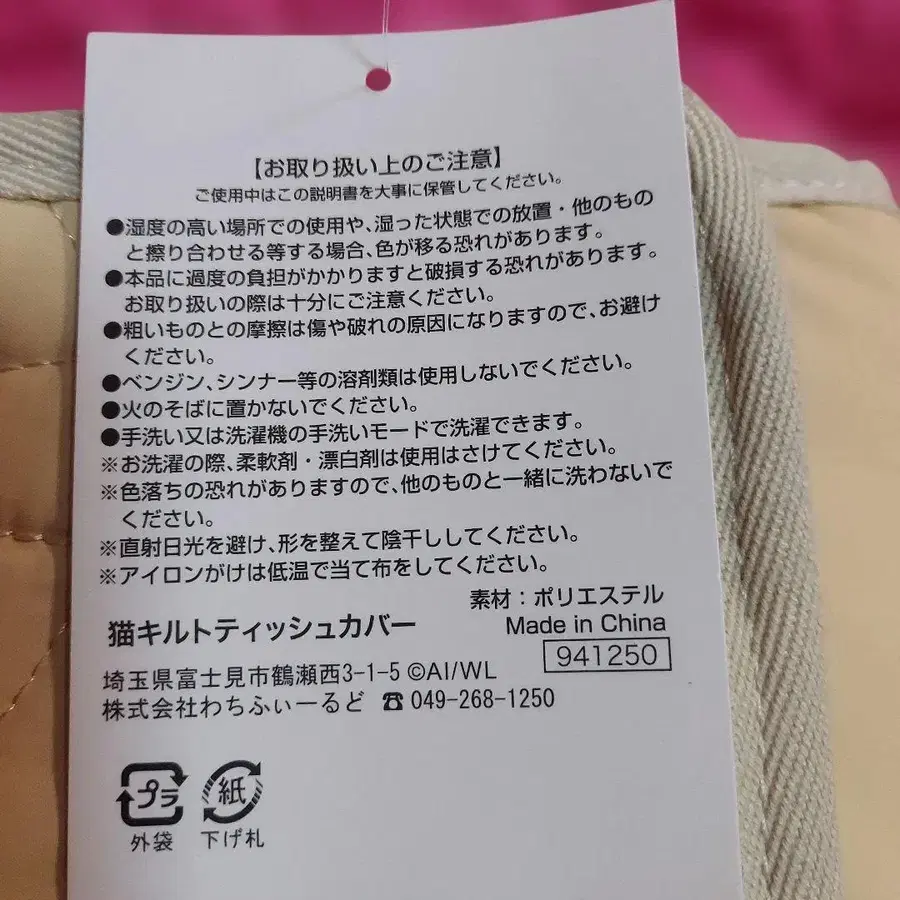 【お取り扱い上のご注意】
ご使用中はこの説明書を大事に保管してください。
●湿度の高い場所での使用や、湿った状態での放置・他のもの
と擦り合わせる等する場合、色が移る恐れがあります。
●本品に過度の負担がかかりますと破損する恐れがあります。
お取り扱いの際は十分にご注意ください。
●粗いものとの摩擦は傷や破れの原因になりますので、お避け
ください。
●ベンジン、シンナー等の溶剤類は使用しないでください。
●火のそばに置かないでください。
●手洗い又は洗濯機の手洗いモードで洗濯できます。
※お洗濯の際、柔軟剤・漂白剤は使用はさけてください。
※色落ちの恐れがありますので、他のものと一緒に洗わないで
ください。
※直射日光を避け、形を整えて陰干ししてください。
※アイロンがけは低温で当て布をしてください。
素材：ポリエステル
猫キルトティッシュカバー
Made in China
941250
埼玉県富士見市鶴瀬西3-1-5 ©AI/WL
株式会社わちふぃーるど ☎ 049-268-1250
プラ 紙
外袋 下げ札